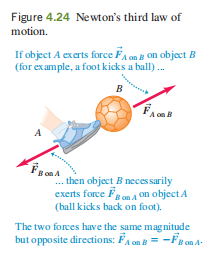 Figure 4.24 Newton's third law of
motion.
If object A exerts force F⃗A on B on object B
(for example, a foot kicks a ball) ...
B
F⃗A on B
A
F⃗B on A
... then object B necessarily
exerts force F⃗B on A on object A
(ball kicks back on foot).
The two forces have the same magnitude
but opposite directions: F⃗A on B = −F⃗B on A.